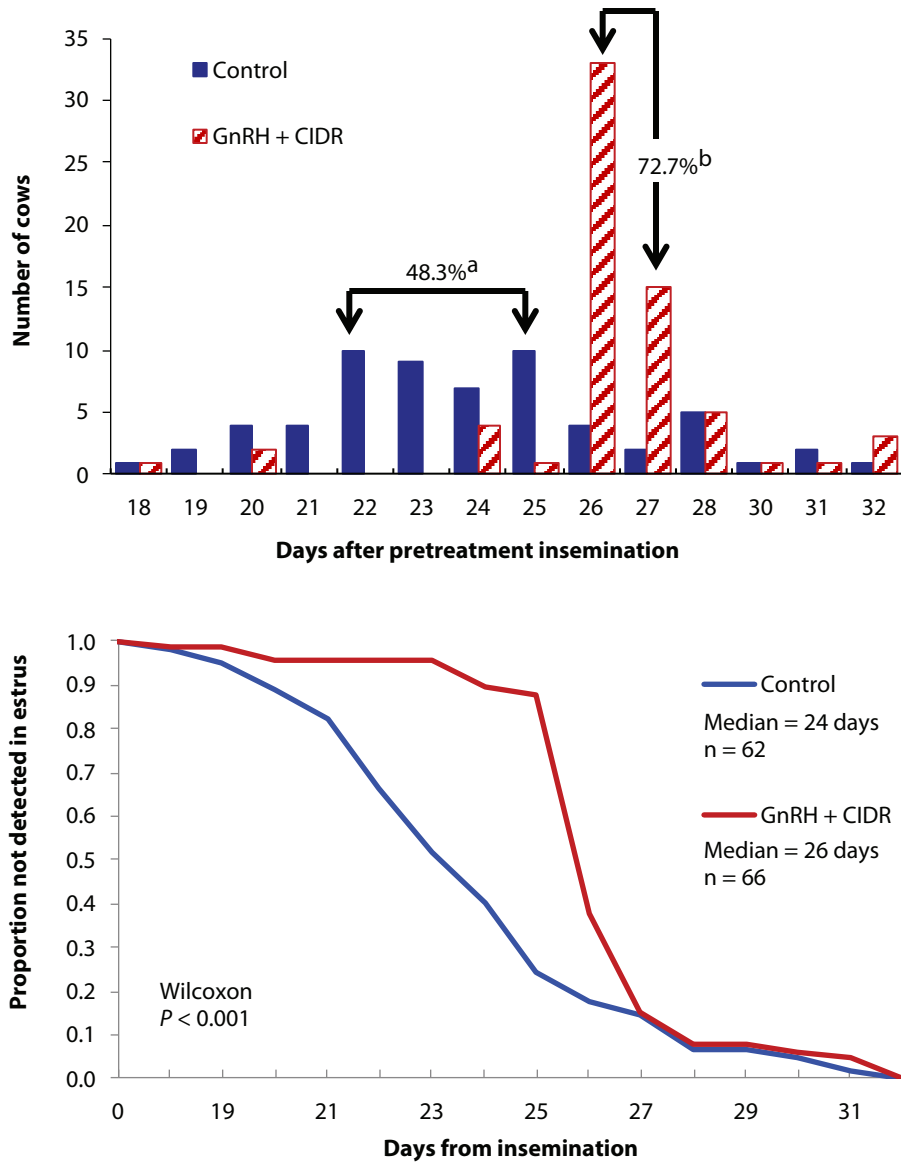 35
30
25
20
15
10
5
0
Number of cows
Control
GnRH + CIDR
48.3%a
72.7%b
18 19 20 21 22 23 24 25 26 27 28 30 31 32
Days after pretreatment insemination
1.0
0.9
0.8
0.7
0.6
0.5
0.4
0.3
0.2
0.1
0.0
Proportion not detected in estrus
Control
Median = 24 days
n = 62
GnRH + CIDR
Median = 26 days
n = 66
Wilcoxon
P < 0.001
0 19 21 23 25 27 29 31
Days from insemination